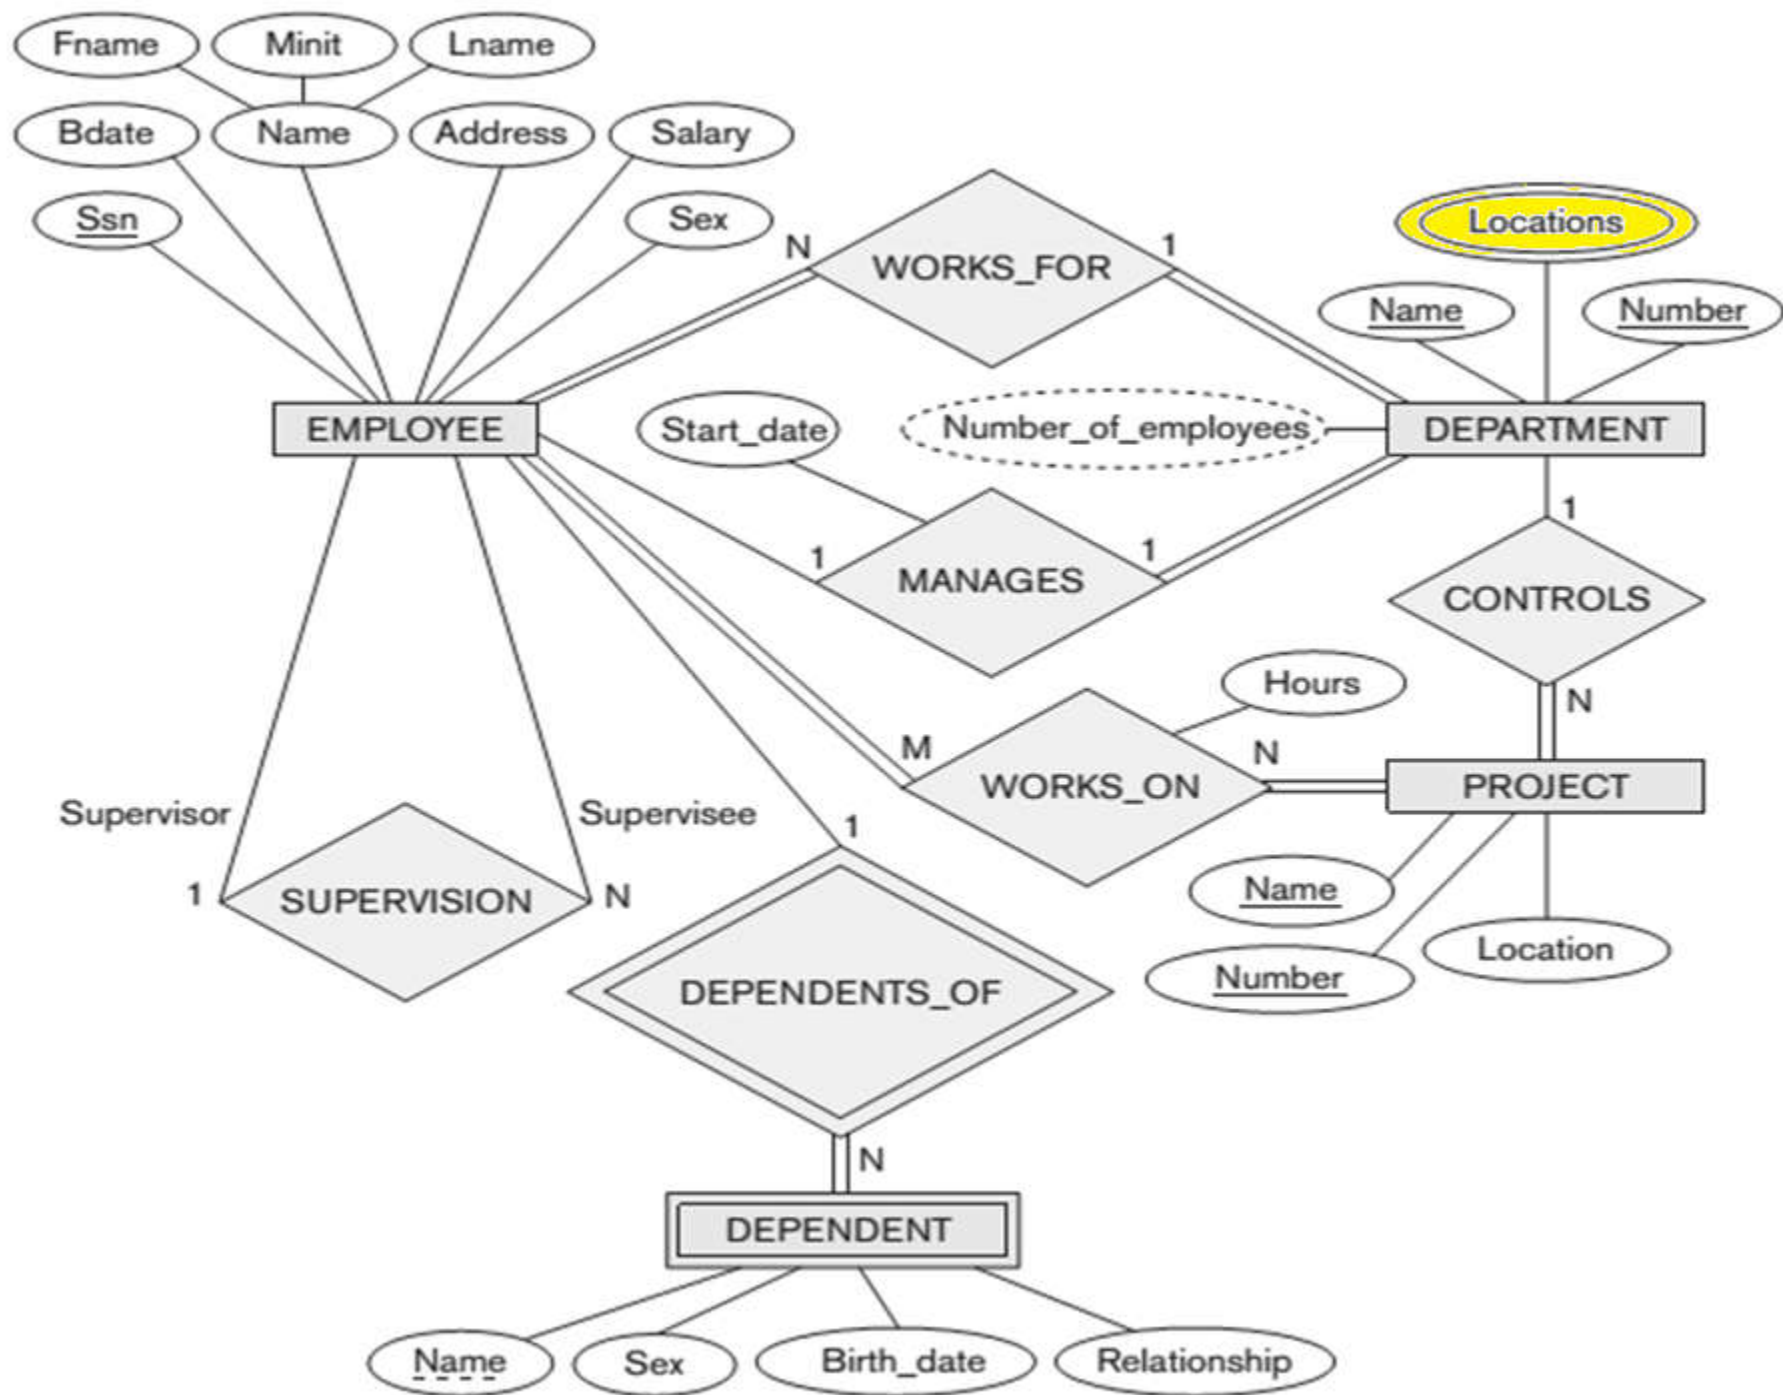 Fname Minit Lname
Bdate Name Address Salary
Ssn Sex
N WORKS_FOR 1
Locations
Name Number
EMPLOYEE Start_date Number_of_employees DEPARTMENT
1 MANAGES 1
1
CONTROLS
N
Hours
M WORKS_ON N
PROJECT
Name
Number
Location
Supervisor Supervisee
1 SUPERVISION N
1
DEPENDENTS_OF
N
DEPENDENT
Name Sex Birth_date Relationship